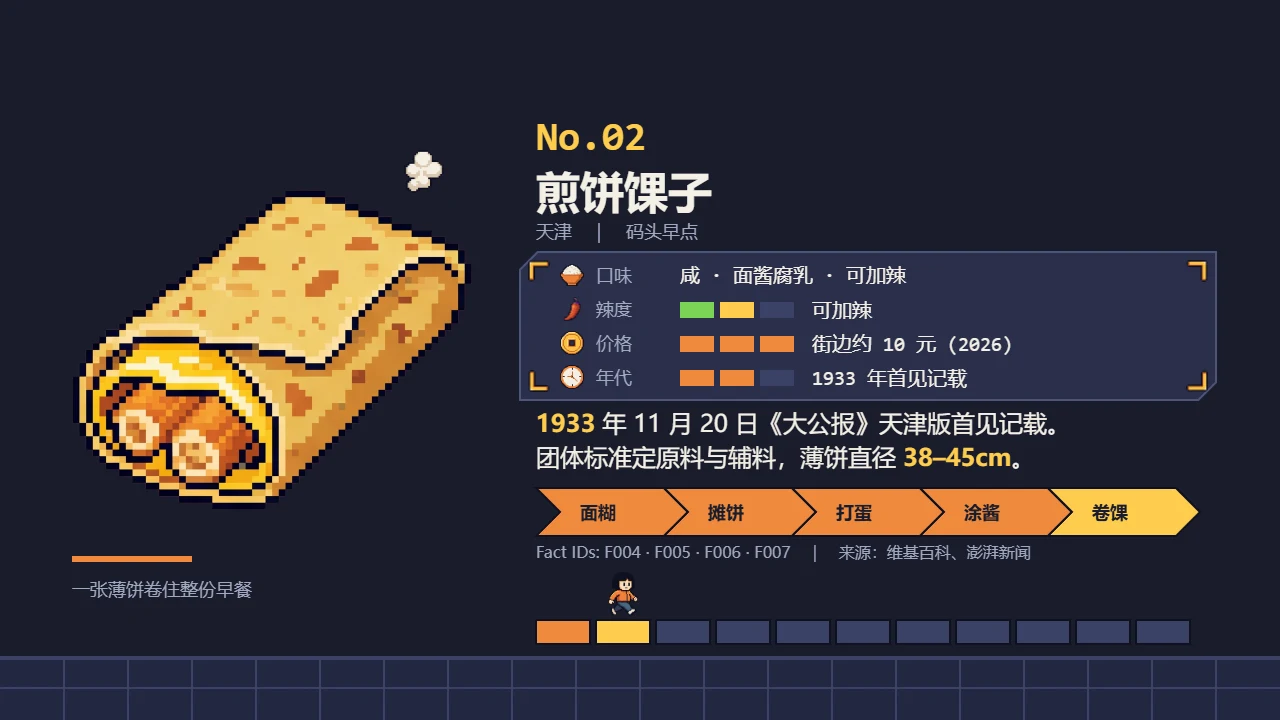 No.02
煎饼馃子
天津 | 码头早点
口味 咸 · 面酱腐乳 · 可加辣
辣度 可加辣
价格 街边约 10 元 (2026)
年代 1933 年首见记载
1933 年 11 月 20 日《大公报》天津版首见记载。
团体标准定原料与辅料，薄饼直径 38–45cm。
面糊 摊饼 打蛋 涂酱 卷馃
Fact IDs: F004 · F005 · F006 · F007 | 来源：维基百科、澎湃新闻
一张薄饼卷住整份早餐